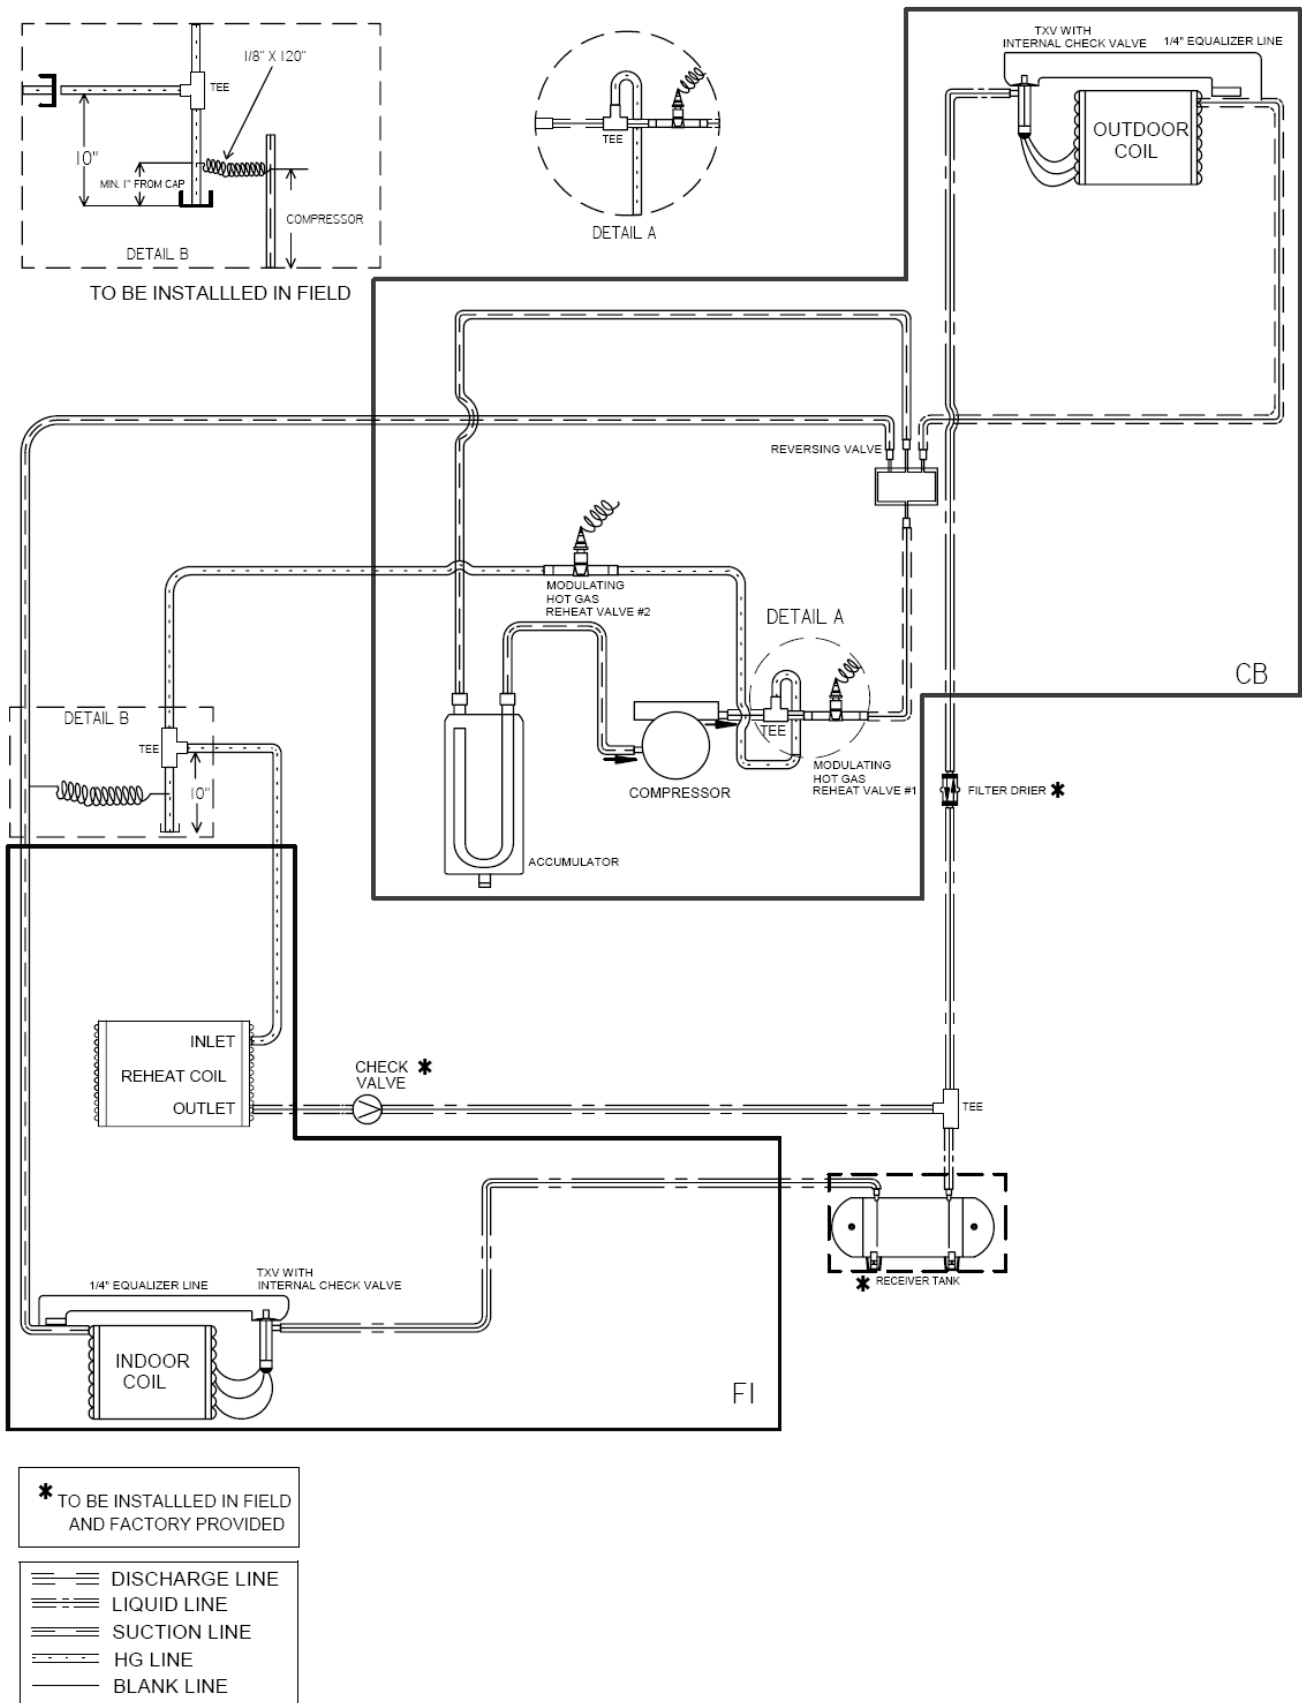 TXV WITH
INTERNAL CHECK VALVE
1/4" EQUALIZER LINE
OUTDOOR
COIL
1/8" X 120"
TEE
10"
MIN. 1" FROM CAP
COMPRESSOR
DETAIL B
TO BE INSTALLLED IN FIELD
TEE
DETAIL A
REVERSING VALVE
MODULATING
HOT GAS
REHEAT VALVE #2
DETAIL A
TEE
MODULATING
HOT GAS
REHEAT VALVE #1
CB
COMPRESSOR
ACCUMULATOR
FILTER DRIER *
DETAIL B
TEE
10"
INLET
REHEAT COIL
OUTLET
CHECK *
VALVE
TEE
* RECEIVER TANK
1/4" EQUALIZER LINE
TXV WITH
INTERNAL CHECK VALVE
INDOOR
COIL
FI
* TO BE INSTALLLED IN FIELD
AND FACTORY PROVIDED
DISCHARGE LINE
LIQUID LINE
SUCTION LINE
HG LINE
BLANK LINE